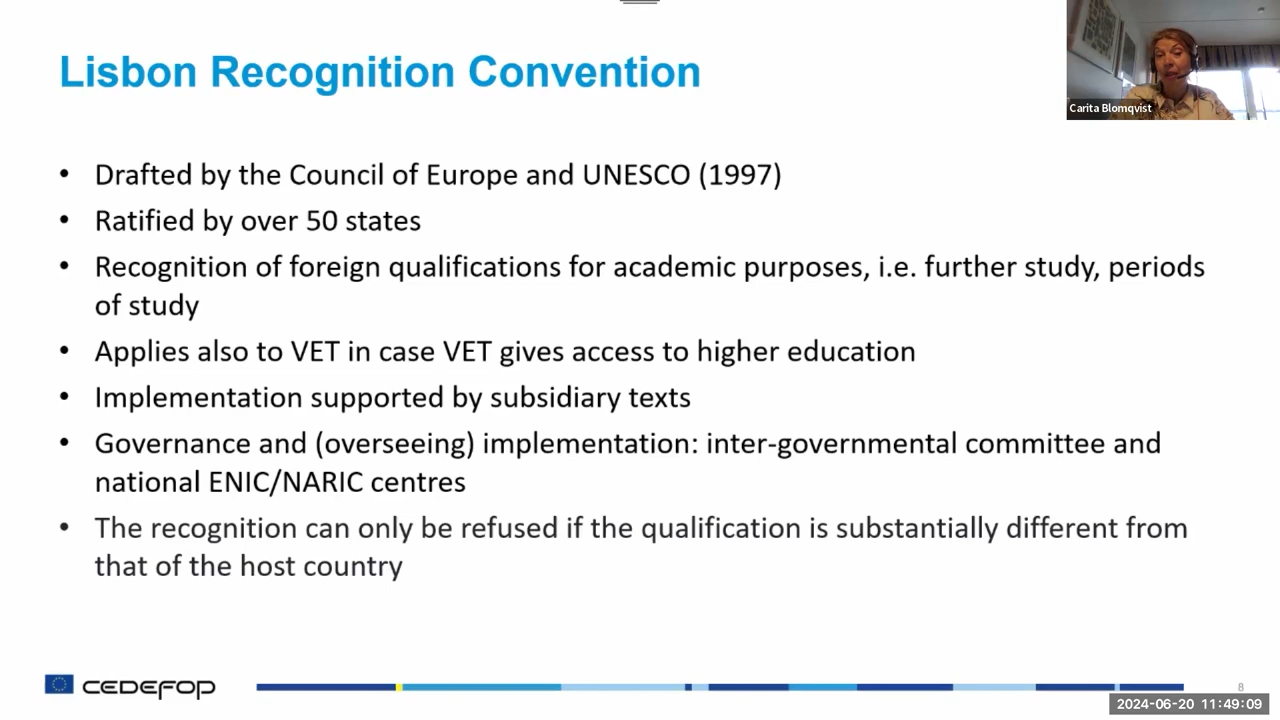 Lisbon Recognition Convention
Carita Blomqvist
• Drafted by the Council of Europe and UNESCO (1997)
• Ratified by over 50 states
• Recognition of foreign qualifications for academic purposes, i.e. further study, periods
of study
• Applies also to VET in case VET gives access to higher education
• Implementation supported by subsidiary texts
• Governance and (overseeing) implementation: inter-governmental committee and
national ENIC/NARIC centres
• The recognition can only be refused if the qualification is substantially different from
that of the host country
CEDEFOP
8
2024-06-20 11:49:09